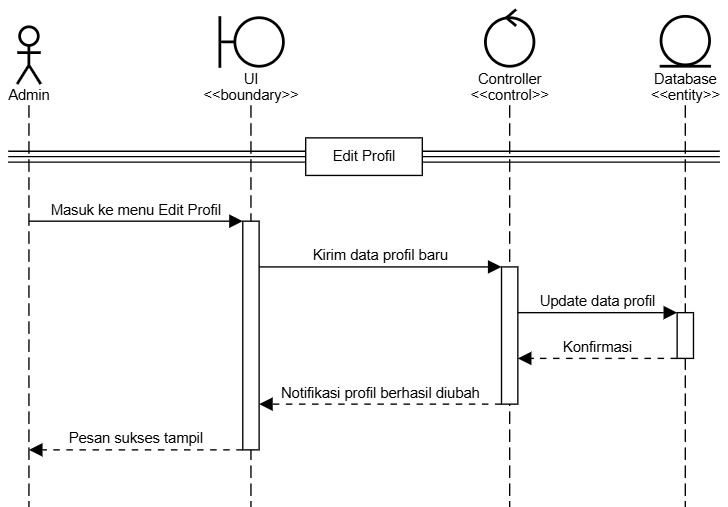 Admin
UI
<<boundary>>
Controller
<<control>>
Database
<<entity>>
Edit Profil
Masuk ke menu Edit Profil
Kirim data profil baru
Update data profil
Konfirmasi
Notifikasi profil berhasil diubah
Pesan sukses tampil